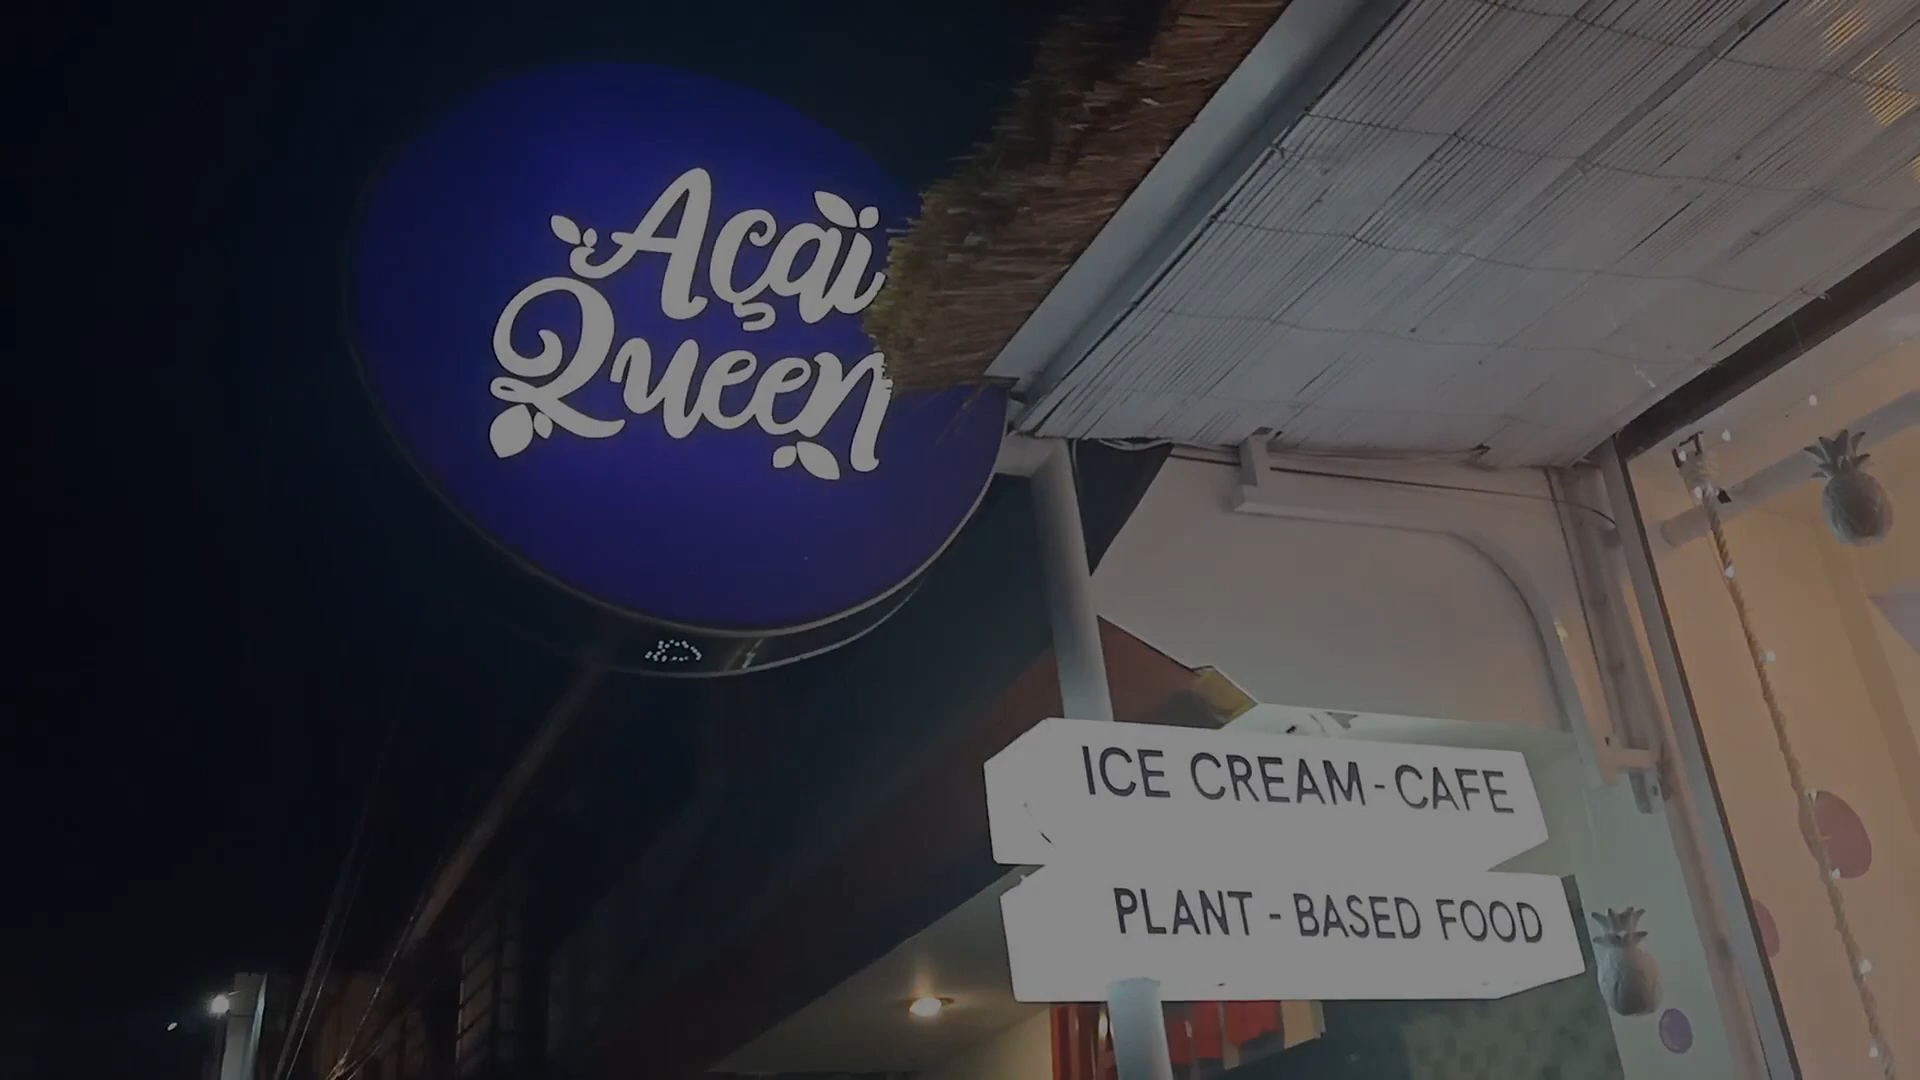 Açaí
Queen
ICE CREAM - CAFE
PLANT - BASED FOOD